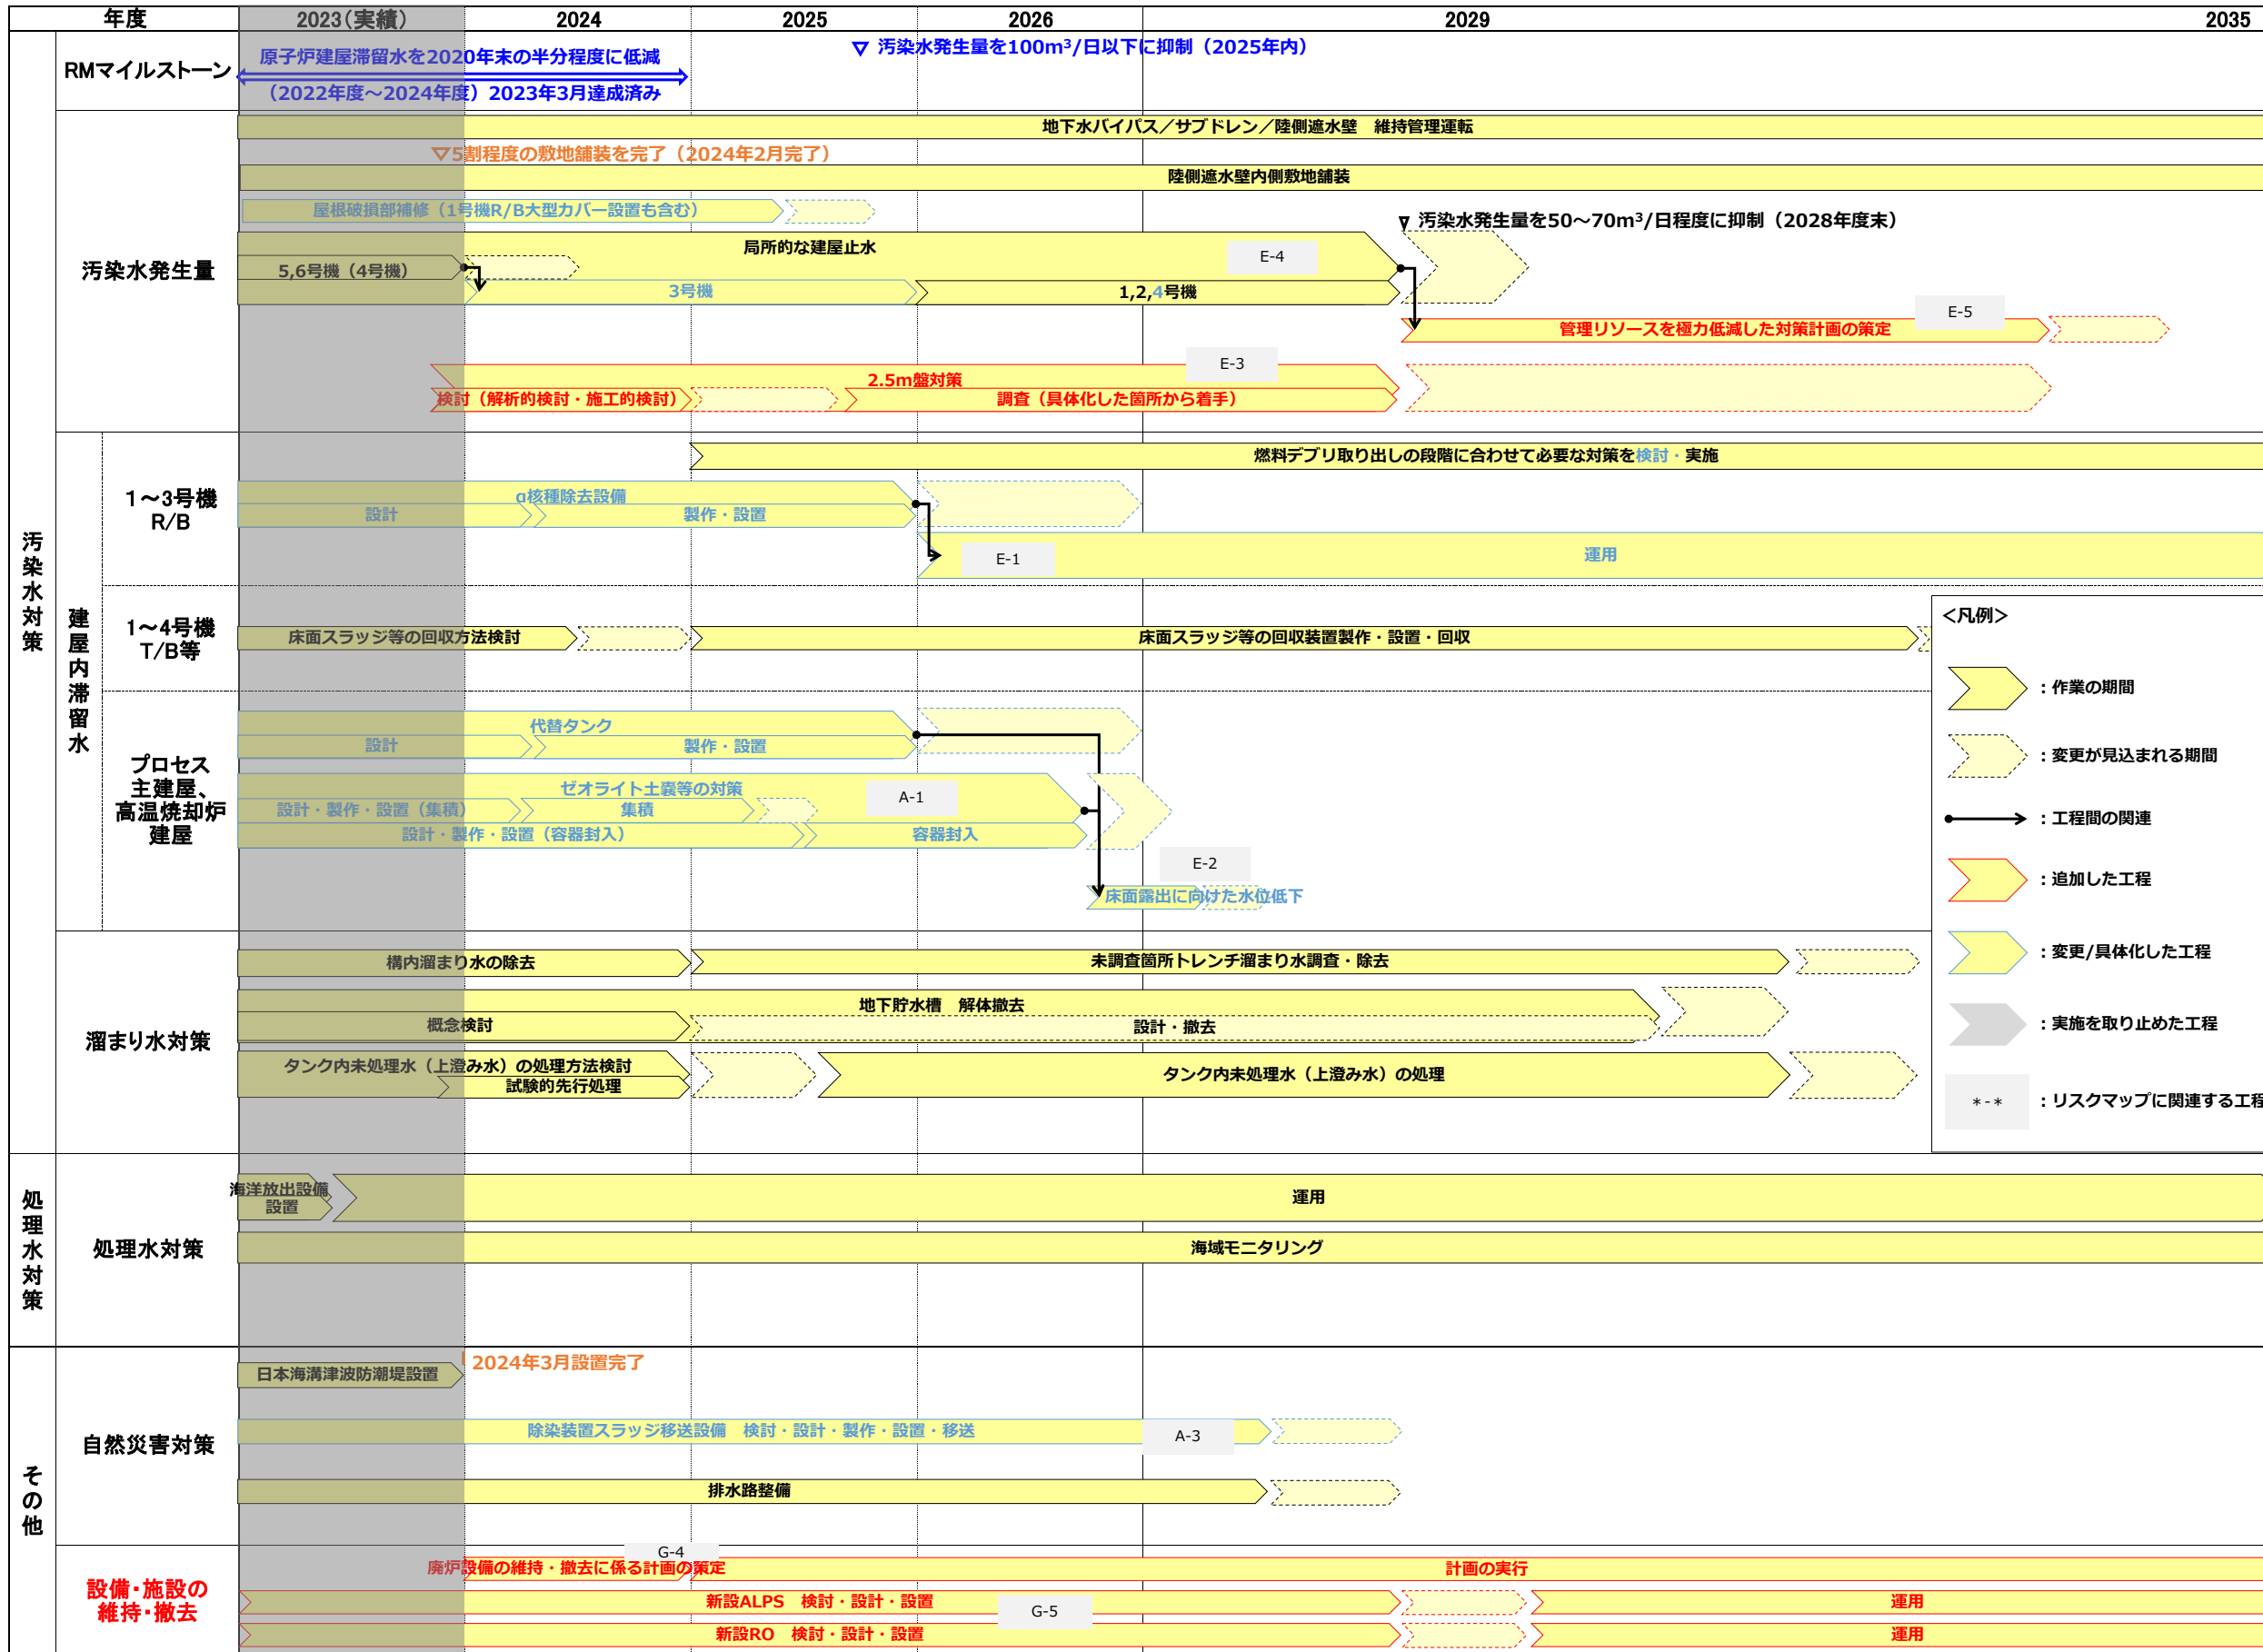 年度
2023(実績)
2024
2025
2026
2029
2035
汚染水対策
RMマイルストーン
原子炉建屋滞留水を2020年末の半分程度に低減
（2022年度～2024年度）2023年3月達成済み
▽ 汚染水発生量を100m³/日以下に抑制（2025年内）
汚染水発生量
地下水バイパス／サブドレン／陸側遮水壁　維持管理運転
▽5割程度の敷地舗装を完了（2024年2月完了）
陸側遮水壁内側敷地舗装
屋根破損部補修（1号機R/B大型カバー設置も含む）
▽ 汚染水発生量を50～70m³/日程度に抑制（2028年度末）
局所的な建屋止水
E-4
5,6号機（4号機）
3号機
1,2,4号機
E-5
管理リソースを極力低減した対策計画の策定
E-3
2.5m盤対策
検討（解析的検討・施工的検討）
調査（具体化した箇所から着手）
建屋内滞留水
1～3号機
R/B
燃料デブリ取り出しの段階に合わせて必要な対策を検討・実施
α核種除去設備
設計
製作・設置
E-1
運用
1～4号機
T/B等
床面スラッジ等の回収方法検討
床面スラッジ等の回収装置製作・設置・回収
プロセス
主建屋、
高温焼却炉
建屋
代替タンク
設計
製作・設置
ゼオライト土嚢等の対策
A-1
設計・製作・設置（集積）
集積
設計・製作・設置（容器封入）
容器封入
E-2
床面露出に向けた水位低下
溜まり水対策
構内溜まり水の除去
未調査箇所トレンチ溜まり水調査・除去
地下貯水槽　解体撤去
概念検討
設計・撤去
タンク内未処理水（上澄み水）の処理方法検討
試験的先行処理
タンク内未処理水（上澄み水）の処理
＜凡例＞
：作業の期間
：変更が見込まれる期間
：工程間の関連
：追加した工程
：変更/具体化した工程
：実施を取り止めた工程
＊-＊
：リスクマップに関連する工程
処理水対策
処理水対策
海洋放出設備
設置
運用
海域モニタリング
その他
自然災害対策
日本海溝津波防潮堤設置
2024年3月設置完了
除染装置スラッジ移送設備　検討・設計・製作・設置・移送
A-3
排水路整備
設備・施設の
維持・撤去
G-4
廃炉設備の維持・撤去に係る計画の策定
計画の実行
新設ALPS　検討・設計・設置
G-5
運用
新設RO　検討・設計・設置
運用